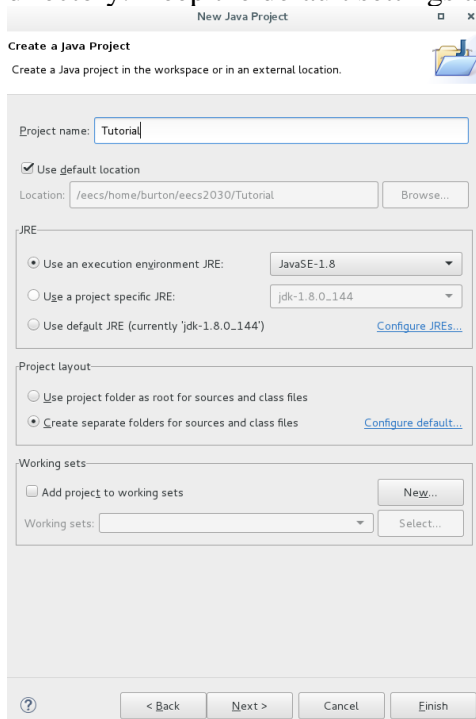 New Java Project
Create a Java Project
Create a Java project in the workspace or in an external location.
Project name: Tutorial
Use default location
Location: /eecs/home/burton/eecs2030/Tutorial Browse...
JRE
Use an execution environment JRE: JavaSE-1.8
Use a project specific JRE: jdk-1.8.0_144
Use default JRE (currently 'jdk-1.8.0_144') Configure JREs...
Project layout
Use project folder as root for sources and class files
Create separate folders for sources and class files Configure default...
Working sets
Add project to working sets New...
Working sets: Select...
? < Back Next > Cancel Finish